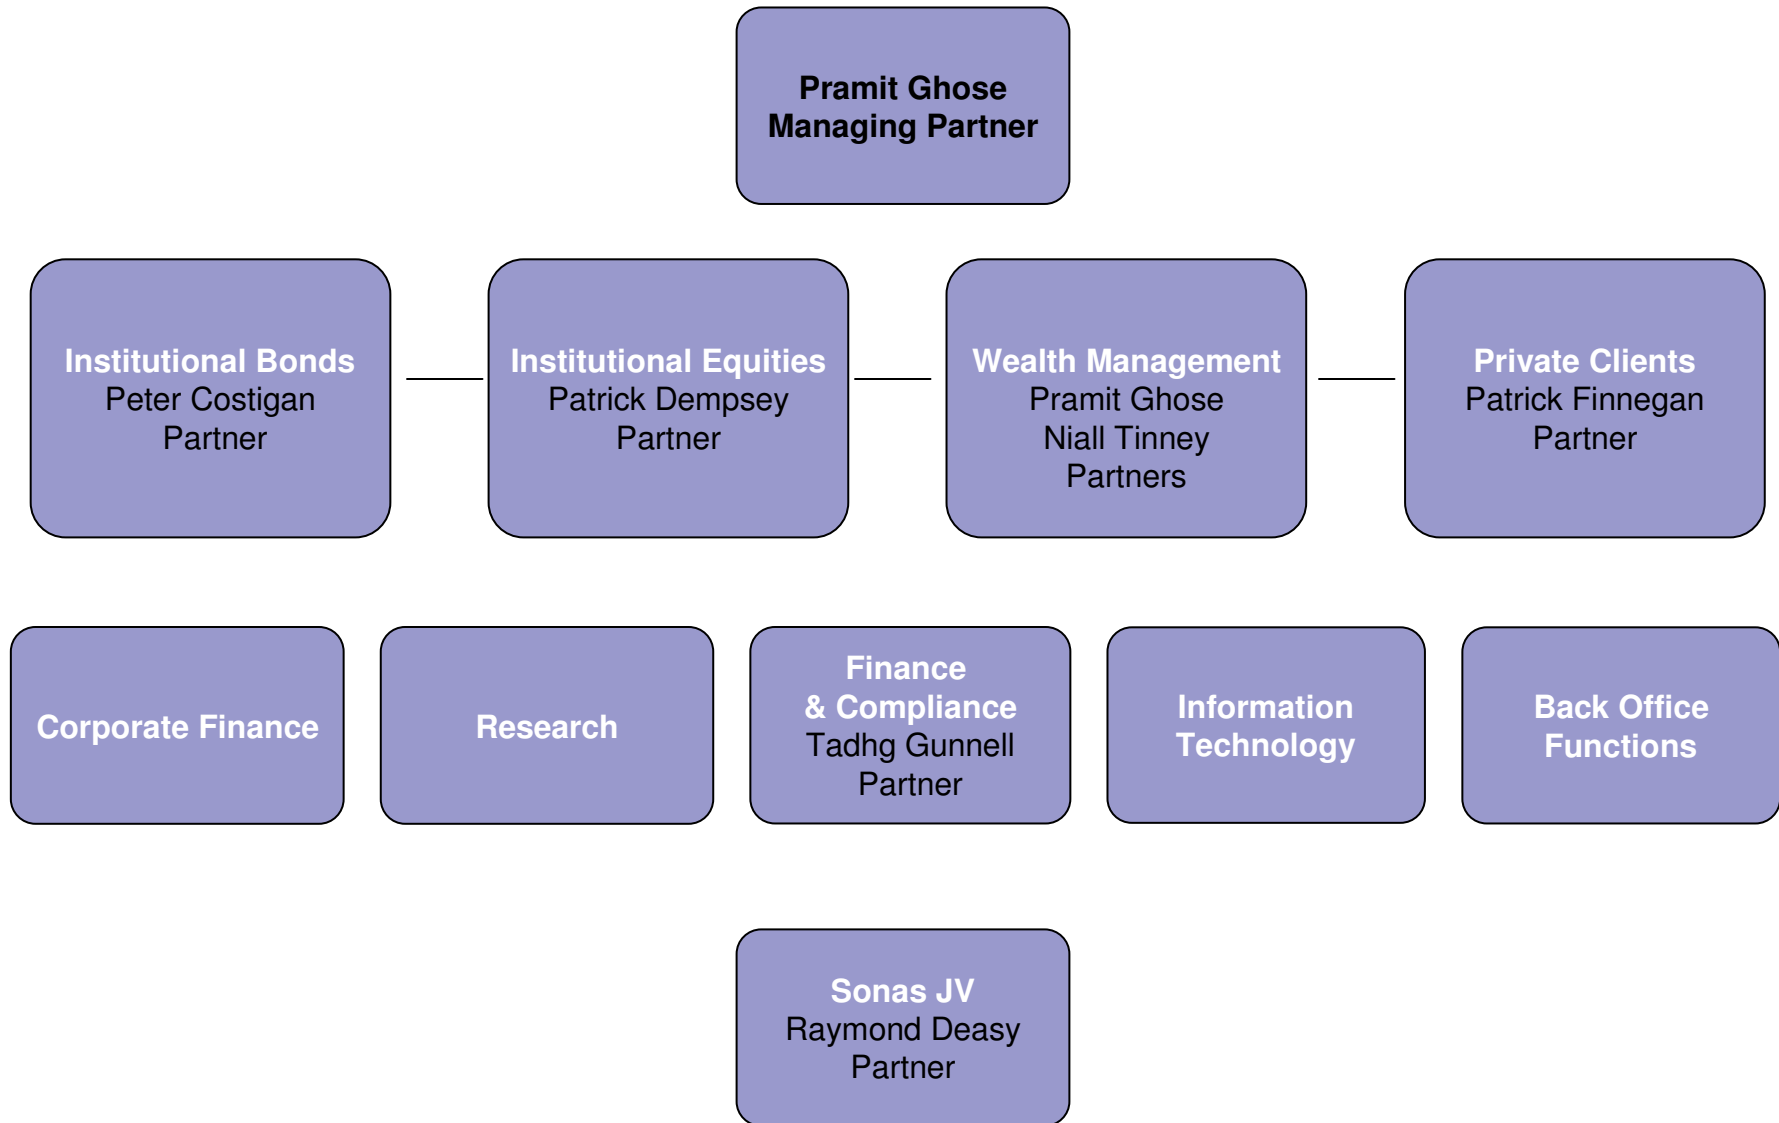 Pramit Ghose
Managing Partner
Institutional Bonds
Peter Costigan
Partner
Institutional Equities
Patrick Dempsey
Partner
Wealth Management
Pramit Ghose
Niall Tinney
Partners
Private Clients
Patrick Finnegan
Partner
Corporate Finance
Research
Finance
& Compliance
Tadhg Gunnell
Partner
Information
Technology
Back Office
Functions
Sonas JV
Raymond Deasy
Partner